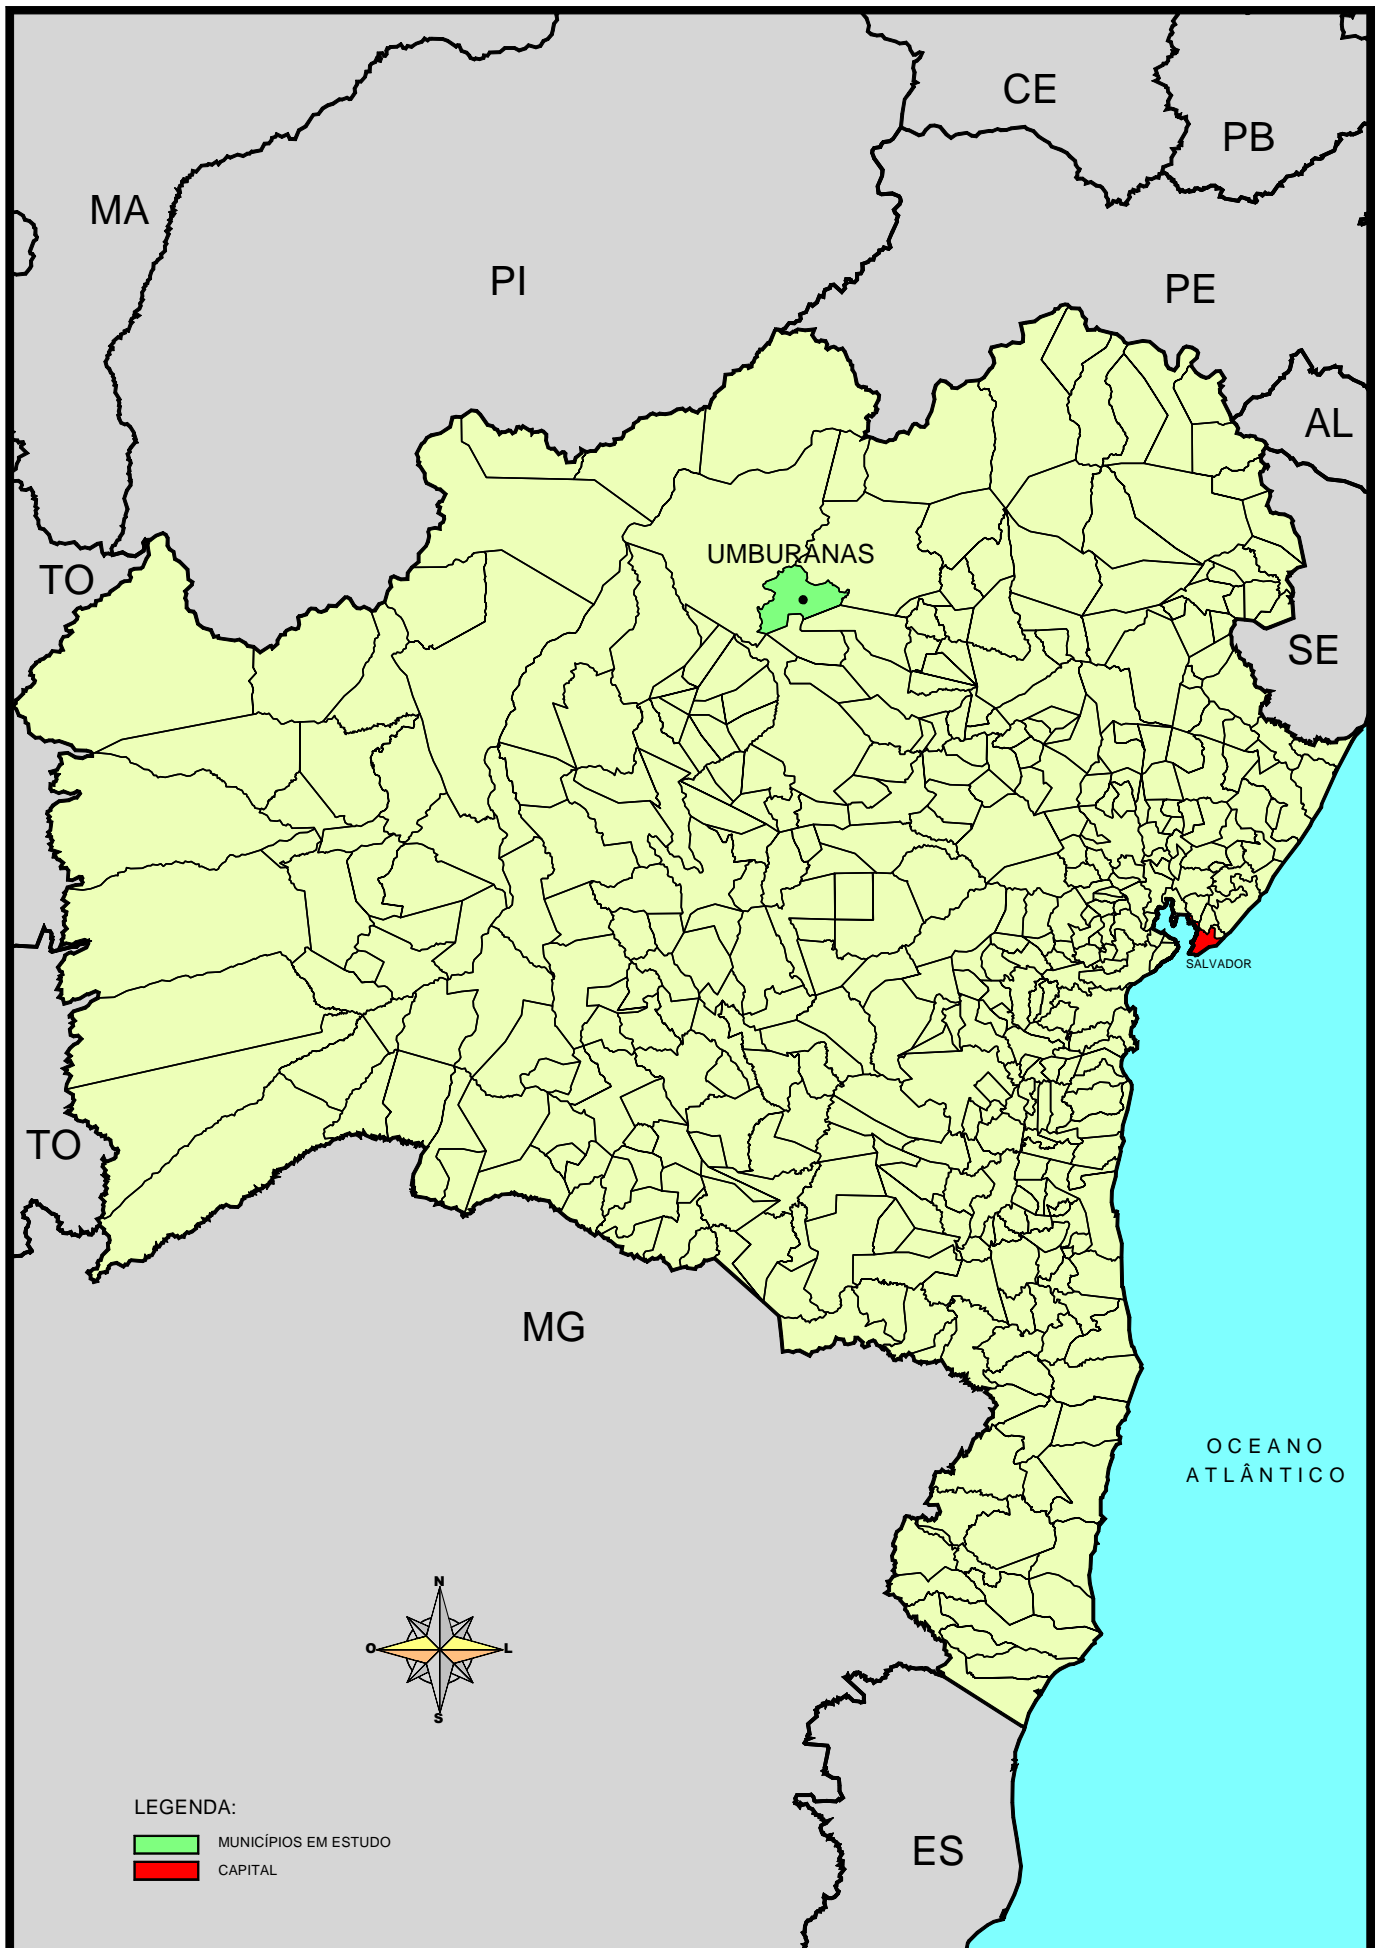 CE
PB
MA
PI
PE
AL
UMBURANAS
TO
SE
SALVADOR
TO
MG
OCEANO
ATLÂNTICO
N
O
L
S
LEGENDA:
MUNICÍPIOS EM ESTUDO
CAPITAL
ES